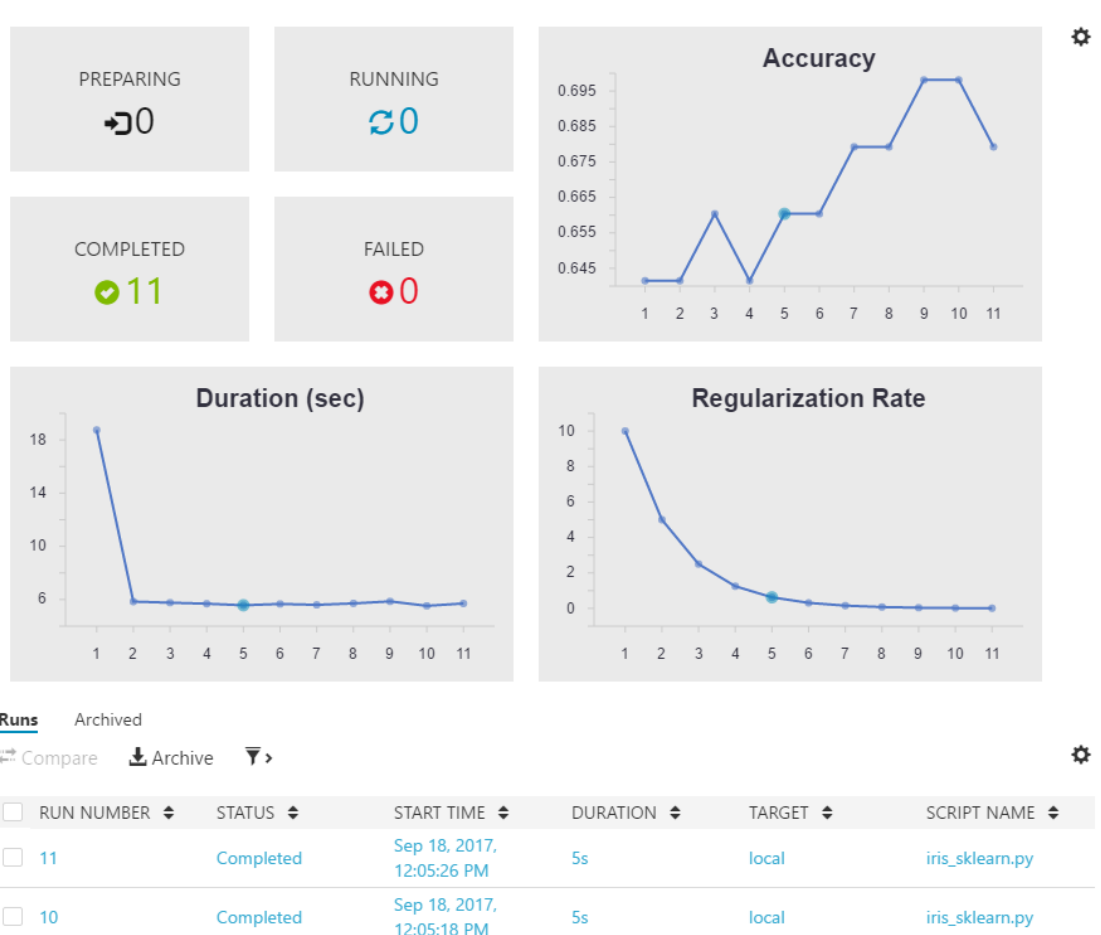 PREPARING
0
RUNNING
0
COMPLETED
11
FAILED
0
Accuracy
0.695
0.685
0.675
0.665
0.655
0.645
1 2 3 4 5 6 7 8 9 10 11
Duration (sec)
18
14
10
6
1 2 3 4 5 6 7 8 9 10 11
Regularization Rate
10
8
6
4
2
0
1 2 3 4 5 6 7 8 9 10 11
Runs Archived
Compare Archive
RUN NUMBER STATUS START TIME DURATION TARGET SCRIPT NAME
11 Completed Sep 18, 2017, 5s local iris_sklearn.py
12:05:26 PM
10 Completed Sep 18, 2017, 5s local iris_sklearn.py
12:05:18 PM